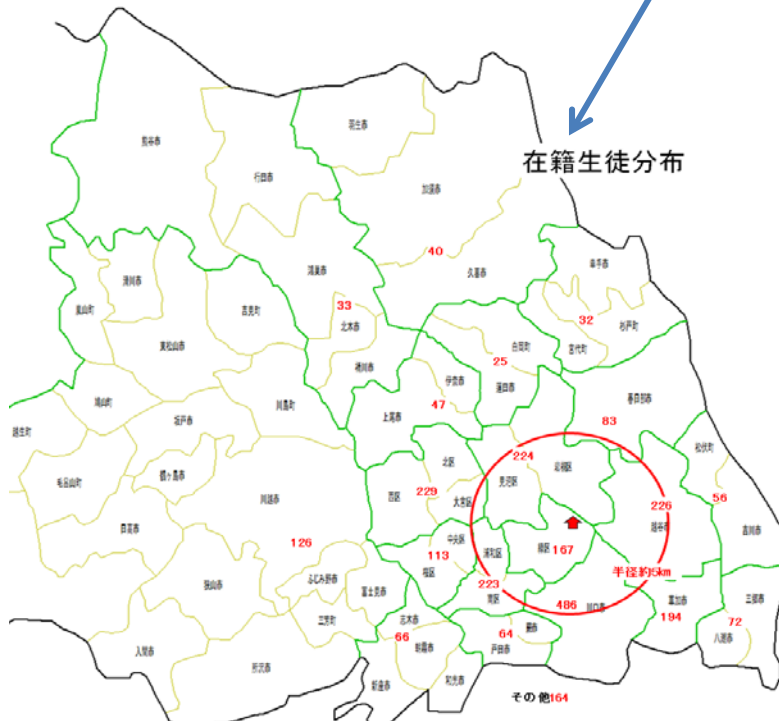 在籍生徒分布
熊谷市
行田市
羽生市
加須市
40
久喜市
幸手市
滑川市
嵐山町
吉見町
鴻巣市
33
北本市
32
杉戸町
宮代町
東松山市
桶川市
白岡町
25
蓮田市
伊奈市
47
上尾市
春日部市
83
鳩山町
川島町
越生町
坂戸市
松伏町
毛呂山町
鶴ヶ島市
北区
224
岩槻区
見沼区
西区
229
大宮区
56
226
越谷市
吉川市
川越市
日高市
126
中央区
113
桜区
浦和区
緑区167
半径約5km
狭山市
ふじみ野市
富士見市
223
南区
486
川口市
草加市
194
三郷市
72
八潮市
三芳町
志木市
66
朝霞市
64
蕨市
戸田市
入間市
所沢市
新座市
和光市
その他164